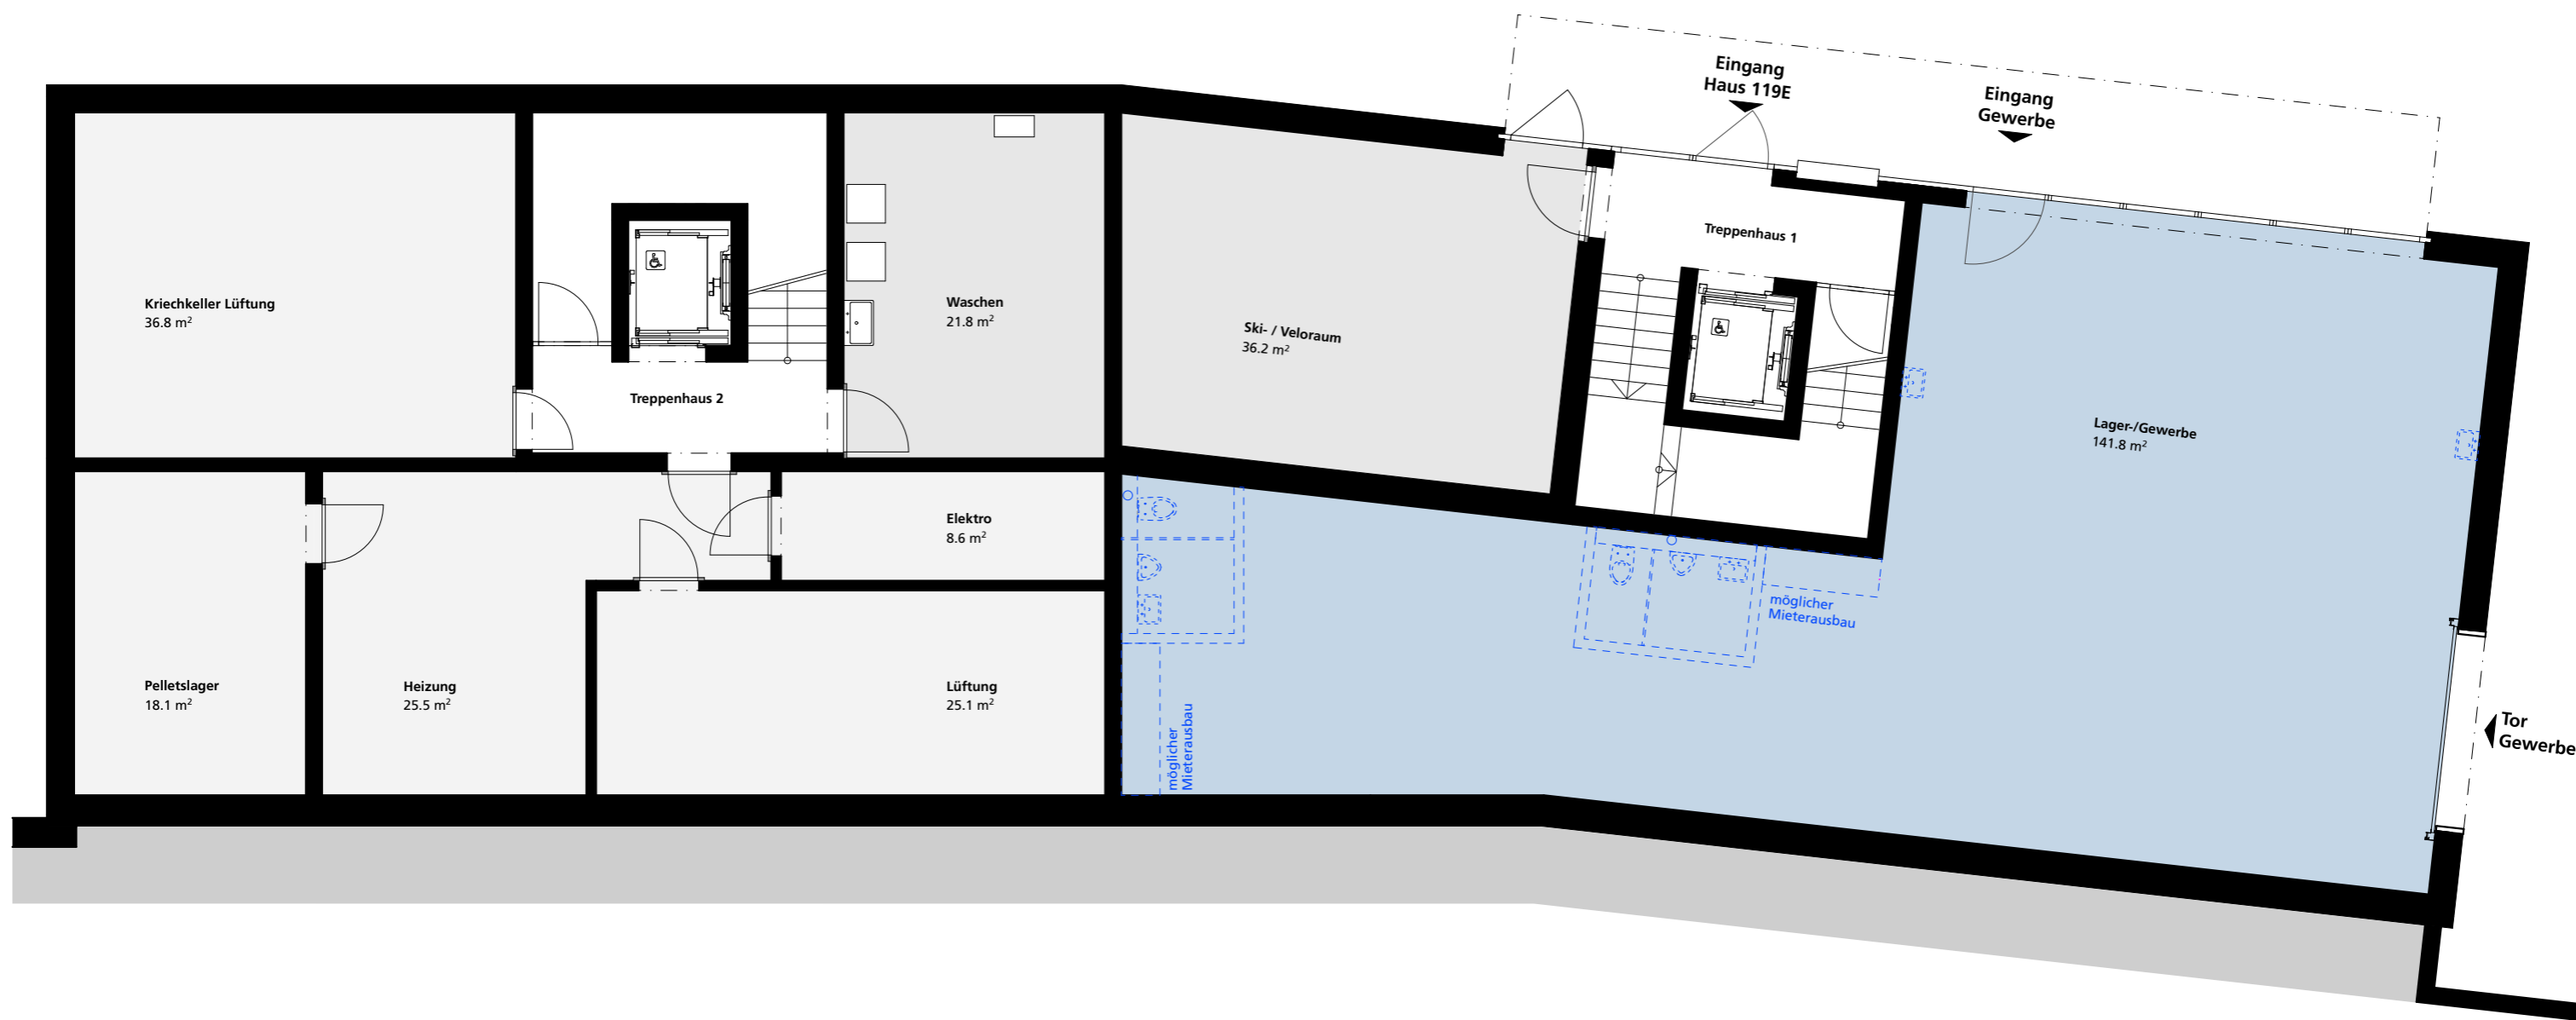 Eingang
Haus 119E
Eingang
Gewerbe
Treppenhaus 1
Kriechkeller Lüftung
36.8 m²
Waschen
21.8 m²
Ski- / Veloraum
36.2 m²
Treppenhaus 2
Lager-/Gewerbe
141.8 m²
Elektro
8.6 m²
möglicher
Mieterausbau
Pelletslager
18.1 m²
Heizung
25.5 m²
Lüftung
25.1 m²
möglicher
Mieterausbau
Tor
Gewerbe